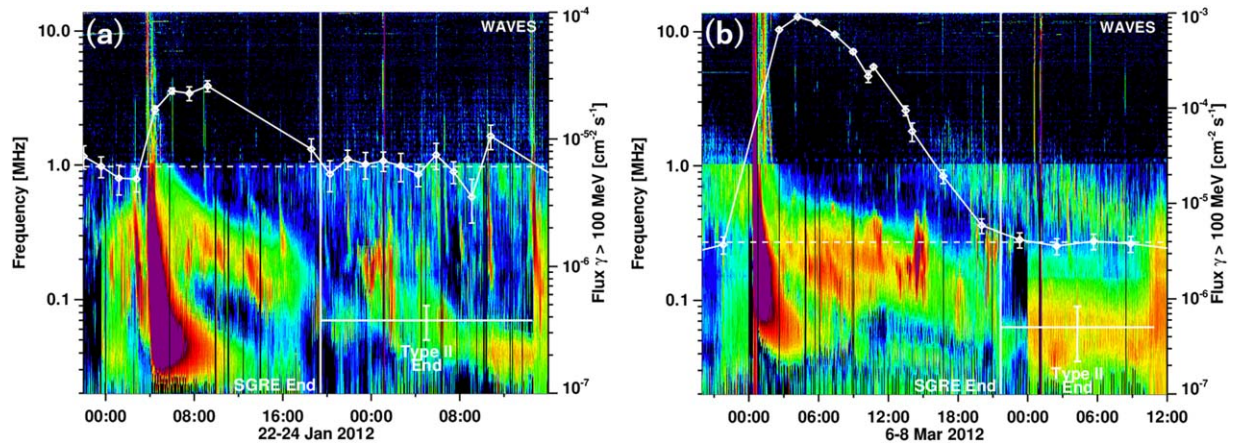 (a)
WAVES
Frequency [MHz]
10.0
1.0
0.1
10⁻⁴
10⁻⁵
10⁻⁶
10⁻⁷
Flux γ > 100 MeV [cm⁻² s⁻¹]
Type II
End
SGRE End
00:00 08:00 16:00 00:00 08:00
22-24 Jan 2012
(b)
WAVES
Frequency [MHz]
10.0
1.0
0.1
10⁻³
10⁻⁴
10⁻⁵
10⁻⁶
10⁻⁷
Flux γ > 100 MeV [cm⁻² s⁻¹]
Type II
End
SGRE End
00:00 06:00 12:00 18:00 00:00 06:00 12:00
6-8 Mar 2012